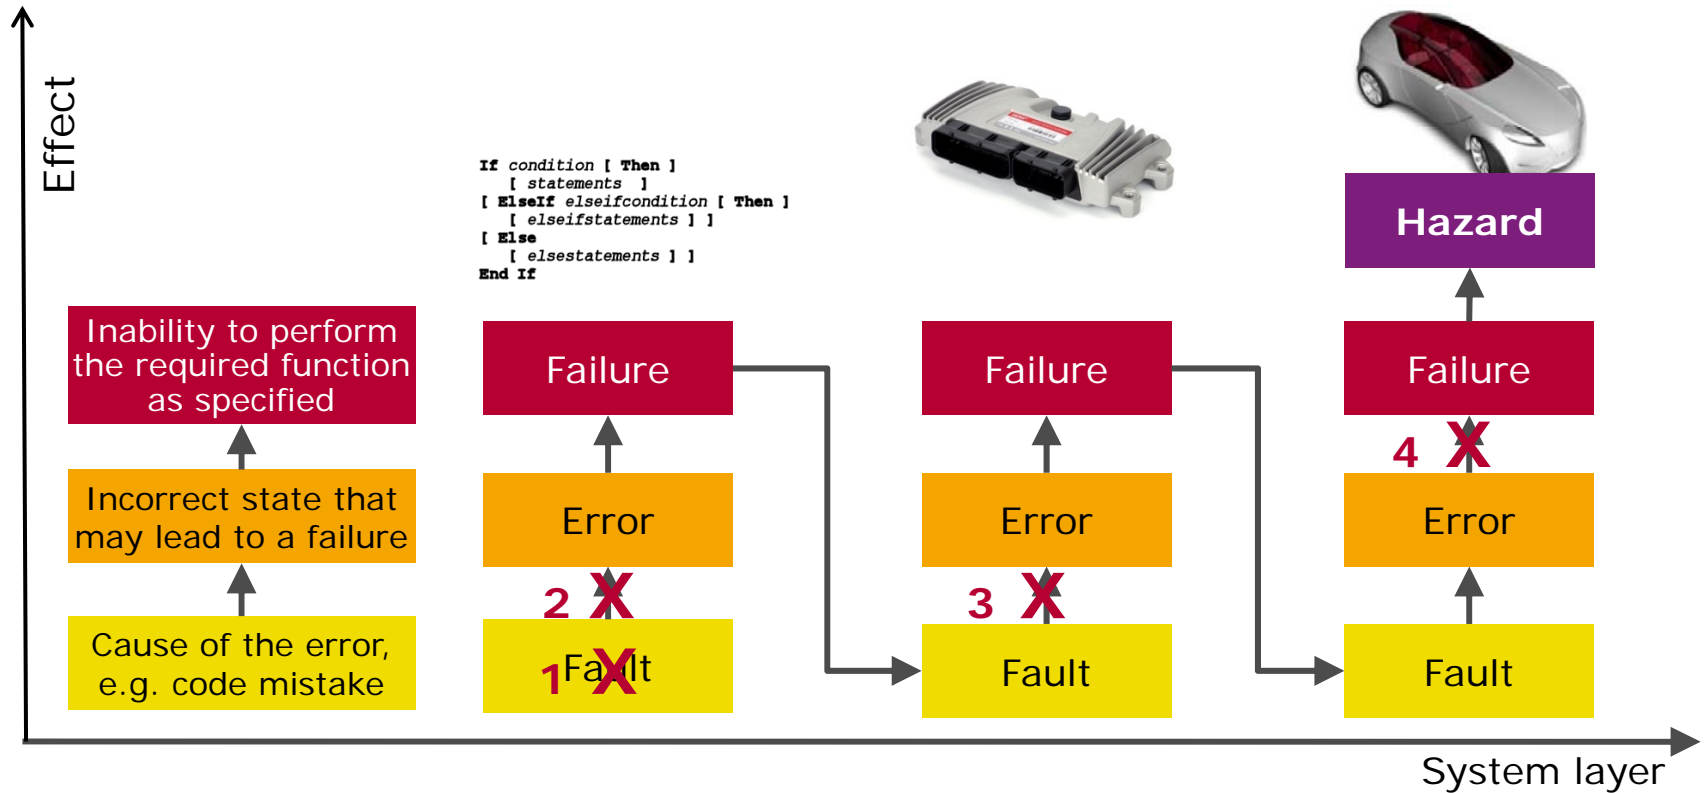 Effect
If condition [ Then ]
[ statements ]
[ ElseIf elseifcondition [ Then ]
[ elseifstatements ] ]
[ Else
[ elsestatements ] ]
End If
Hazard
Inability to perform
the required function
as specified
Failure
Failure
Failure
4 X
Incorrect state that
may lead to a failure
Error
Error
Error
2 X
3 X
Cause of the error,
e.g. code mistake
1 Fault
X
Fault
Fault
System layer